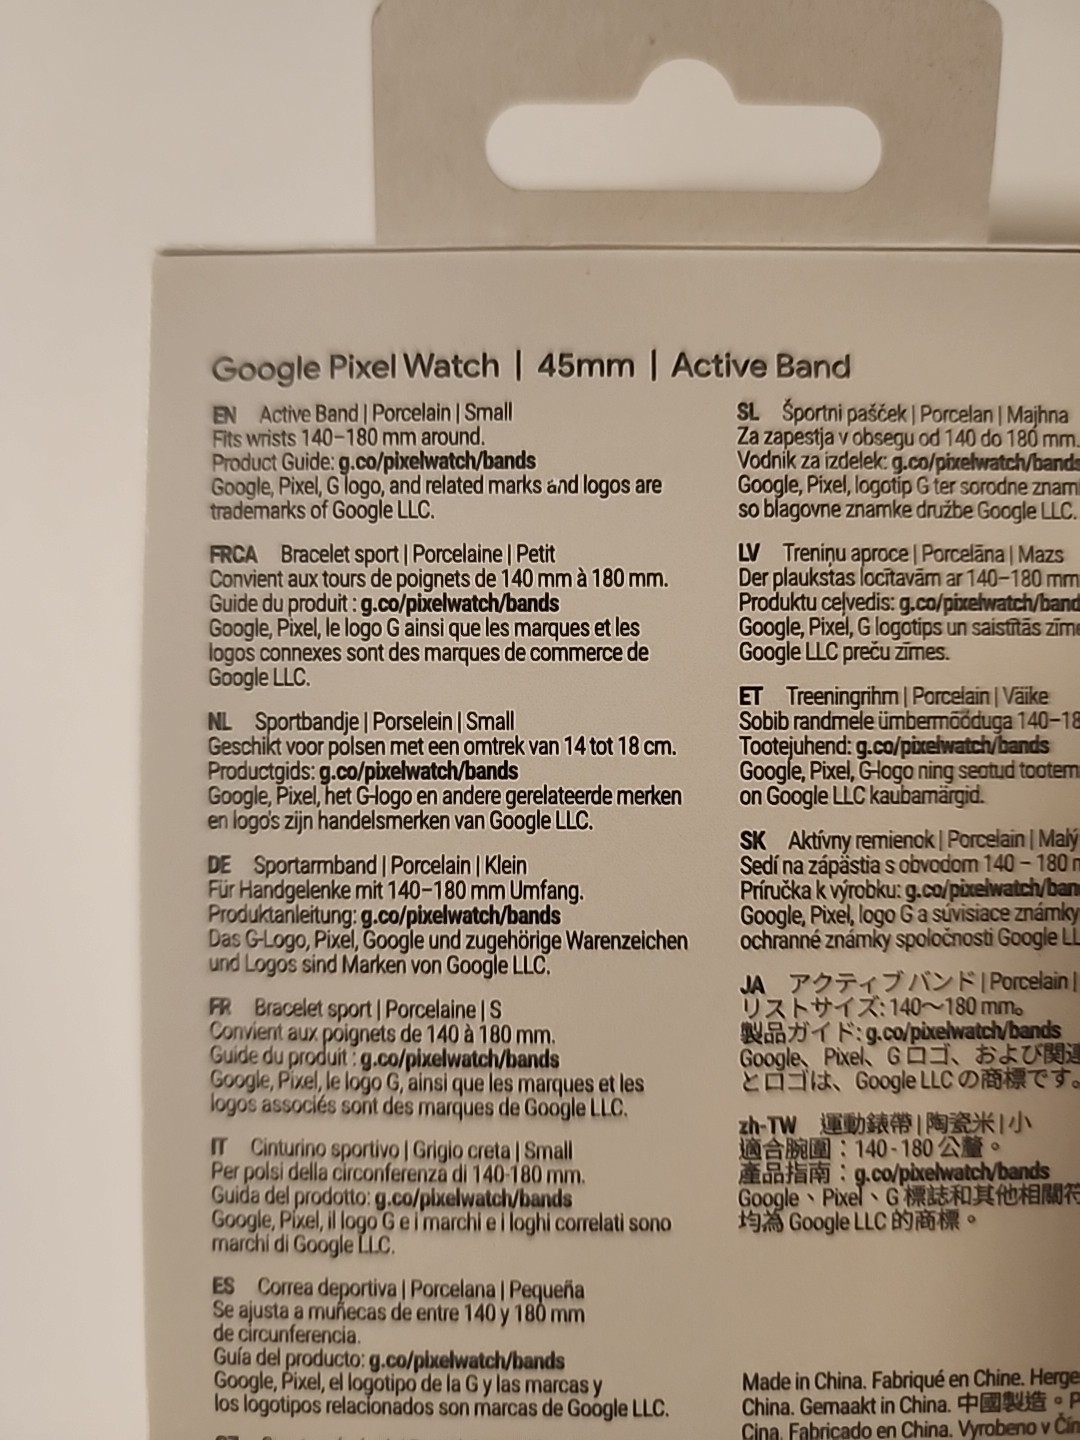 Google Pixel Watch | 45mm | Active Band
EN Active Band | Porcelain | Small
Fits wrists 140–180 mm around.
Product Guide: g.co/pixelwatch/bands
Google, Pixel, G logo, and related marks and logos are
trademarks of Google LLC.
FRCA Bracelet sport | Porcelaine | Petit
Convient aux tours de poignets de 140 mm à 180 mm.
Guide du produit : g.co/pixelwatch/bands
Google, Pixel, le logo G ainsi que les marques et les
logos connexes sont des marques de commerce de
Google LLC.
NL Sportbandje | Porselein | Small
Geschikt voor polsen met een omtrek van 14 tot 18 cm.
Productgids: g.co/pixelwatch/bands
Google, Pixel, het G-logo en andere gerelateerde merken
en logo's zijn handelsmerken van Google LLC.
DE Sportarmband | Porcelain | Klein
Für Handgelenke mit 140–180 mm Umfang.
Produktanleitung: g.co/pixelwatch/bands
Das G-Logo, Pixel, Google und zugehörige Warenzeichen
und Logos sind Marken von Google LLC.
FR Bracelet sport | Porcelaine | S
Convient aux poignets de 140 à 180 mm.
Guide du produit : g.co/pixelwatch/bands
Google, Pixel, le logo G, ainsi que les marques et les
logos associés sont des marques de Google LLC.
IT Cinturino sportivo | Grigio creta | Small
Per polsi della circonferenza di 140-180 mm.
Guida del prodotto: g.co/pixelwatch/bands
Google, Pixel, il logo G e i marchi e i loghi correlati sono
marchi di Google LLC.
ES Correa deportiva | Porcelana | Pequeña
Se ajusta a muñecas de entre 140 y 180 mm
de circunferencia.
Guía del producto: g.co/pixelwatch/bands
Google, Pixel, el logotipo de la G y las marcas y
los logotipos relacionados son marcas de Google LLC.
SL Športni pašček | Porcelan | Majhna
Za zapestja v obsegu od 140 do 180 mm.
Vodnik za izdelek: g.co/pixelwatch/bands
Google, Pixel, logotip G ter sorodne znam
so blagovne znamke družbe Google LLC.
LV Treniņu aproce | Porcelāna | Mazs
Der plaukstas locītavām ar 140–180 mm
Produktu ceļvedis: g.co/pixelwatch/band
Google, Pixel, G logotips un saistītās zīme
Google LLC preču zīmes.
ET Treeningrihm | Porcelain | Väike
Sobib randmele ümbermõõduga 140–18
Tootejuhend: g.co/pixelwatch/bands
Google, Pixel, G-logo ning seotud tootem
on Google LLC kaubamärgid.
SK Aktívny remienok | Porcelain | Malý
Sedí na zápästia s obvodom 140 – 180 m
Príručka k výrobku: g.co/pixelwatch/ban
Google, Pixel, logo G a súvisiace známky
ochranné známky spoločnosti Google LL
JA アクティブ バンド | Porcelain |
リストサイズ: 140～180 mm。
製品ガイド: g.co/pixelwatch/bands
Google、Pixel、G ロゴ、および関連
とロゴは、Google LLC の商標です。
zh-TW 運動錶帶 | 陶瓷米 | 小
適合腕圍：140 - 180 公釐。
產品指南：g.co/pixelwatch/bands
Google、Pixel、G 標誌和其他相關符
均為 Google LLC 的商標。
Made in China. Fabriqué en Chine. Herge
China. Gemaakt in China. 中國製造。P
Cina. Fabricado en China. Vyrobeno v Čín